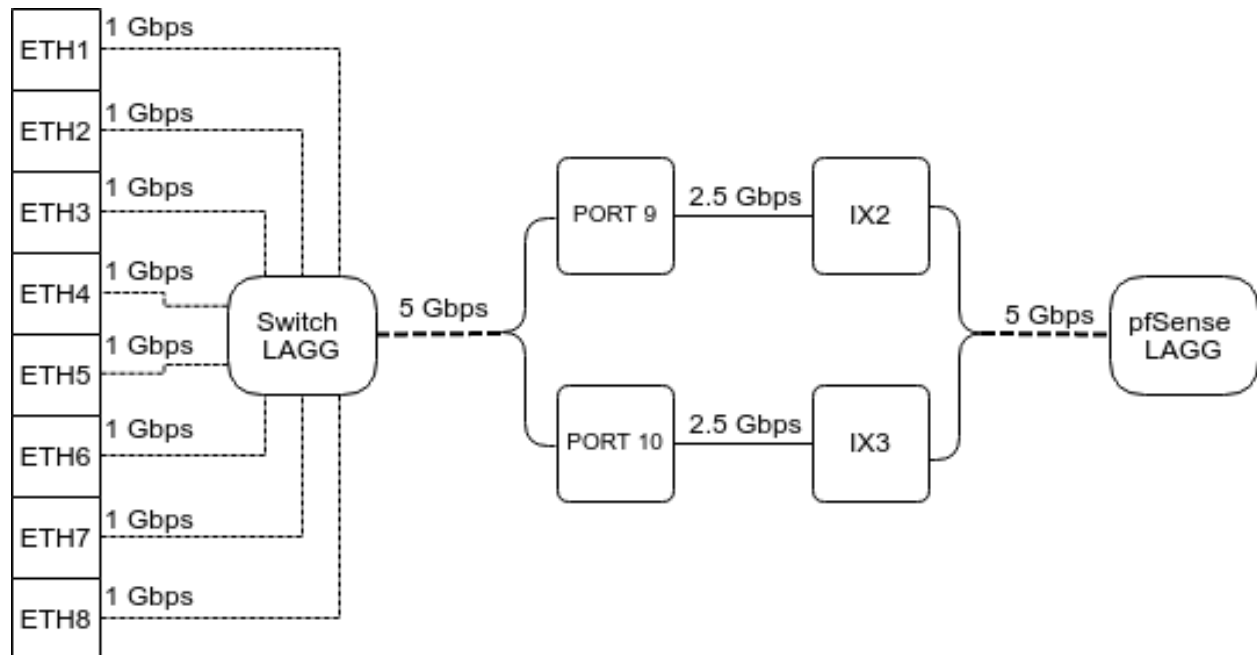 ETH1
1 Gbps
ETH2
1 Gbps
ETH3
1 Gbps
ETH4
1 Gbps
ETH5
1 Gbps
ETH6
1 Gbps
ETH7
1 Gbps
ETH8
1 Gbps
Switch
LAGG
5 Gbps
PORT 9
2.5 Gbps
IX2
PORT 10
2.5 Gbps
IX3
5 Gbps
pfSense
LAGG